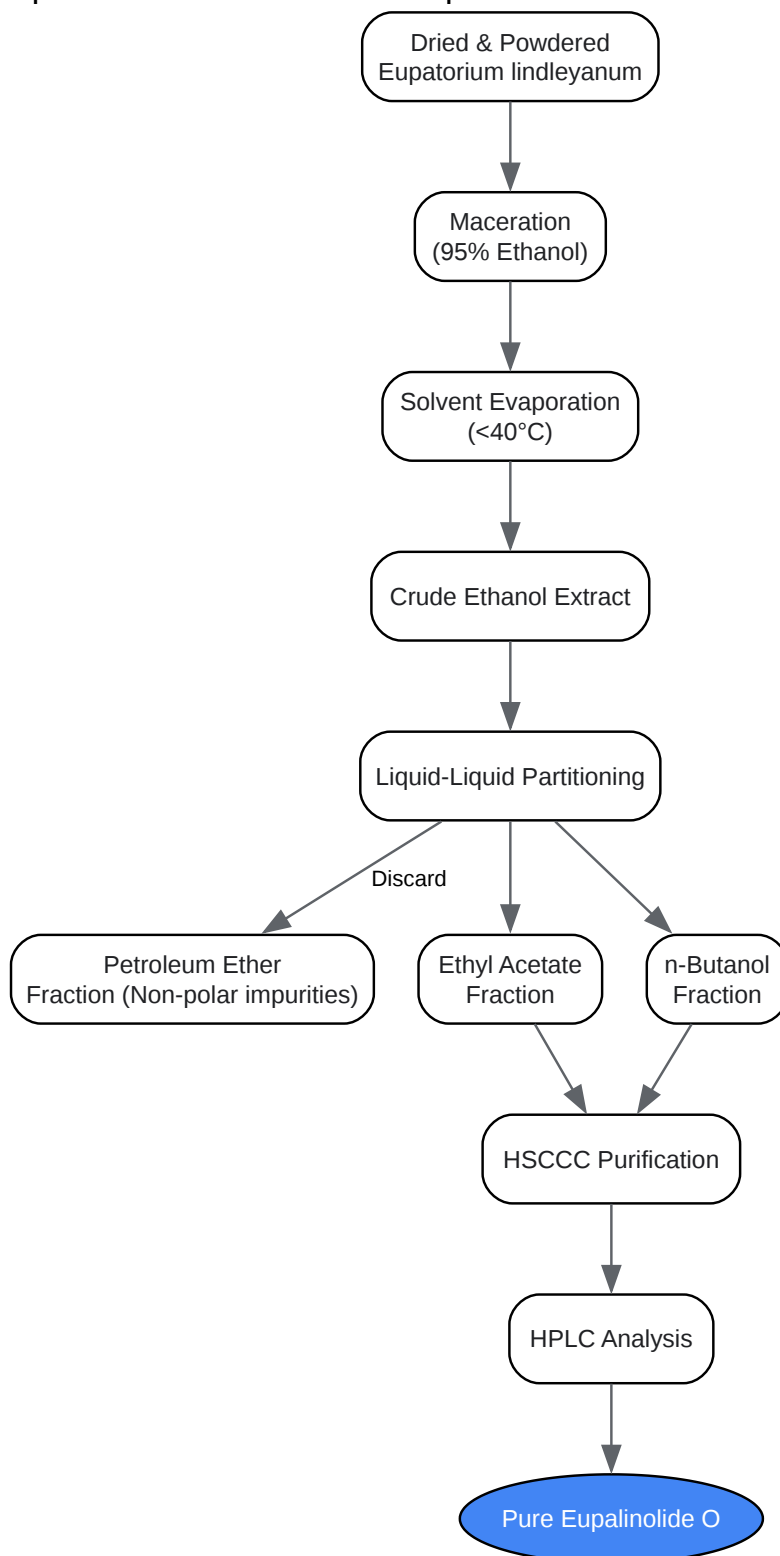 Dried & Powdered
Eupatorium lindleyanum
Maceration
(95% Ethanol)
Solvent Evaporation
(<40°C)
Crude Ethanol Extract
Liquid-Liquid Partitioning
Discard
Petroleum Ether
Fraction (Non-polar impurities)
Ethyl Acetate
Fraction
n-Butanol
Fraction
HSCCC Purification
HPLC Analysis
Pure Eupalinolide O